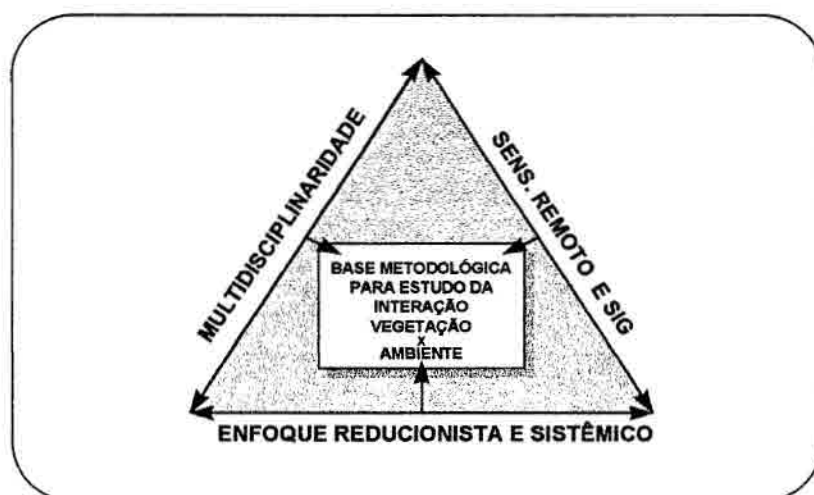 MULTIDISCIPLINARIDADE
SENS. REMOTO E SIG
BASE METODOLÓGICA
PARA ESTUDO DA
INTERAÇÃO
VEGETAÇÃO
x
AMBIENTE
ENFOQUE REDUCIONISTA E SISTÊMICO